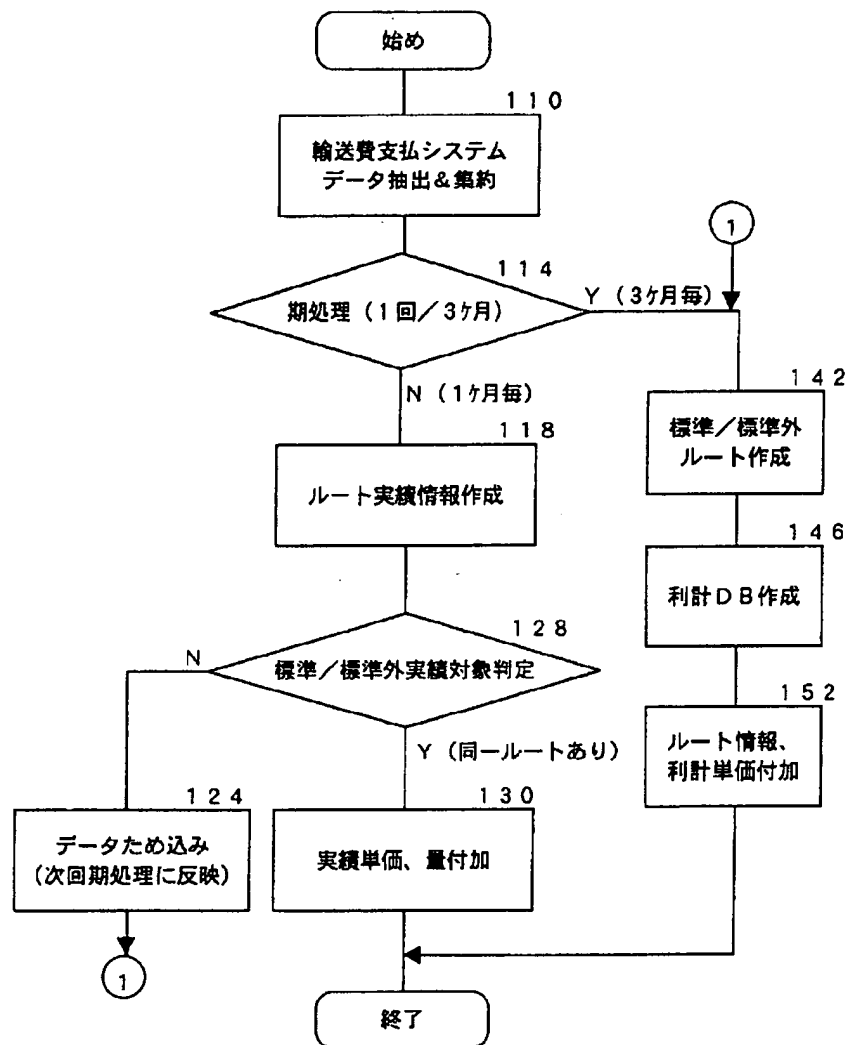 始め
110
輸送費支払システム
データ抽出&集約
1
114
期処理（1回／3ヶ月）
Y（3ヶ月毎）
N（1ヶ月毎）
142
標準／標準外
ルート作成
118
ルート実績情報作成
146
利計DB作成
128
N
標準／標準外実績対象判定
152
ルート情報、
利計単価付加
Y（同一ルートあり）
124
データため込み
（次回期処理に反映）
130
実績単価、量付加
1
終了